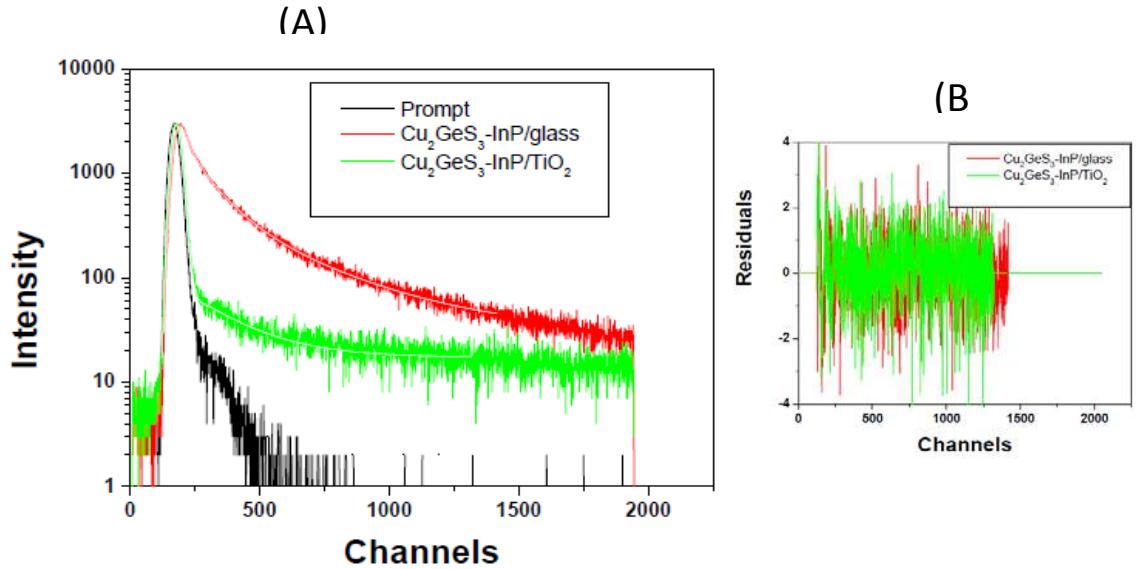 (A)
10000
1000
100
10
1
Intensity
Prompt
Cu₂GeS₃-InP/glass
Cu₂GeS₃-InP/TiO₂
0 500 1000 1500 2000
Channels
(B
4
2
0
-2
-4
Residuals
Cu₂GeS₃-InP/glass
Cu₂GeS₃-InP/TiO₂
0 500 1000 1500 2000
Channels